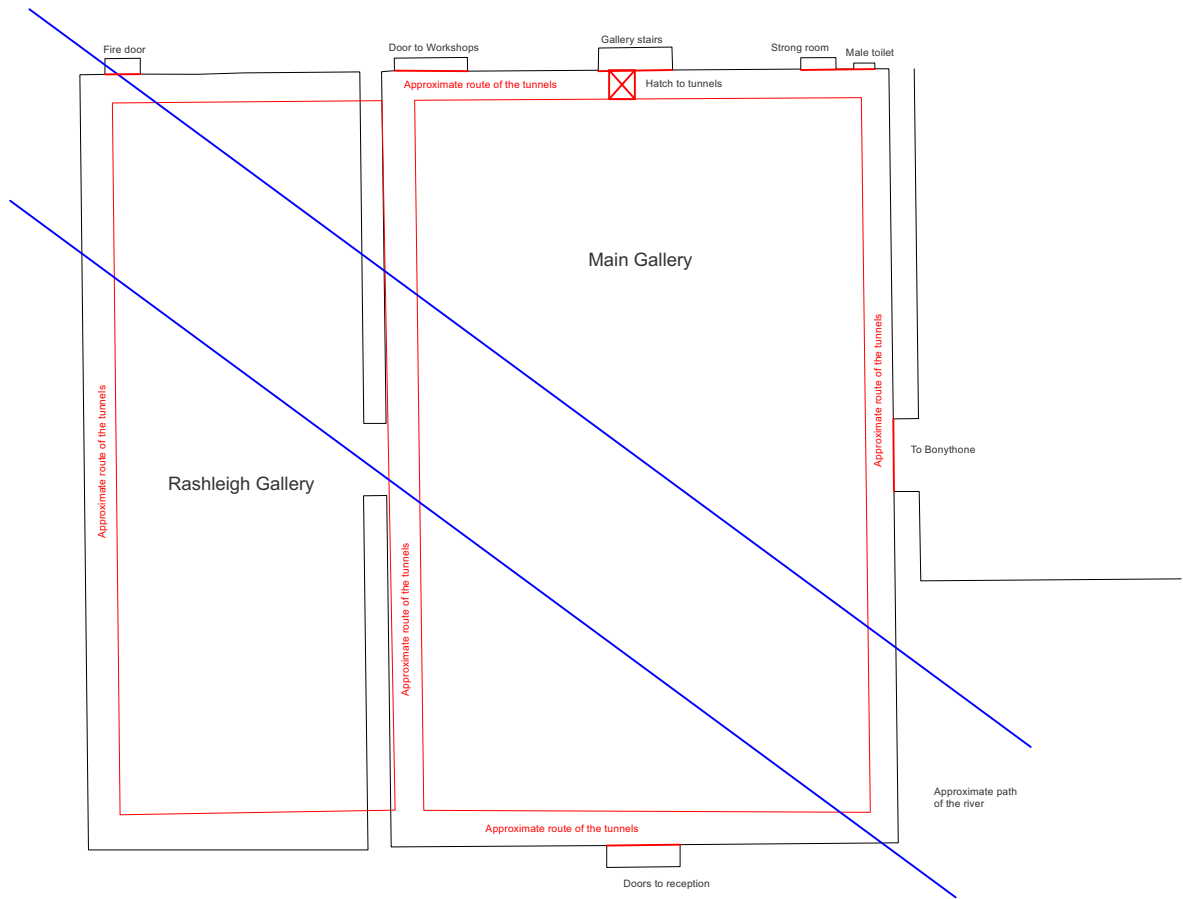 Gallery stairs
Fire door
Door to Workshops
Strong room
Male toilet
Approximate route of the tunnels
Hatch to tunnels
Main Gallery
Approximate route of the tunnels
Approximate route of the tunnels
To Bonythone
Rashleigh Gallery
Approximate route of the tunnels
Approximate path
of the river
Approximate route of the tunnels
Doors to reception